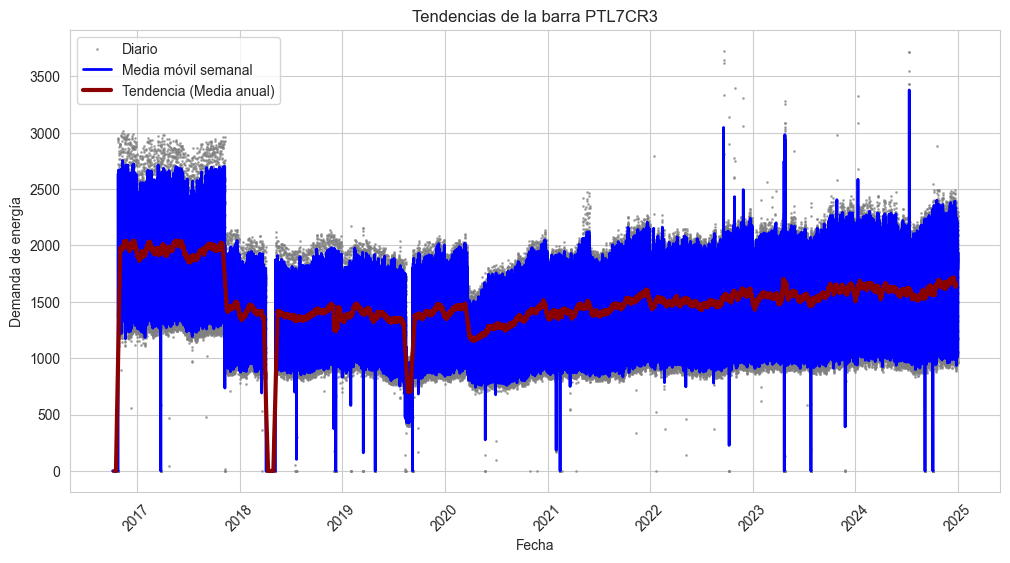 Tendencias de la barra PTL7CR3
Diario
Media móvil semanal
Tendencia (Media anual)
Demanda de energía
3500
3000
2500
2000
1500
1000
500
0
2017
2018
2019
2020
2021
2022
2023
2024
2025
Fecha